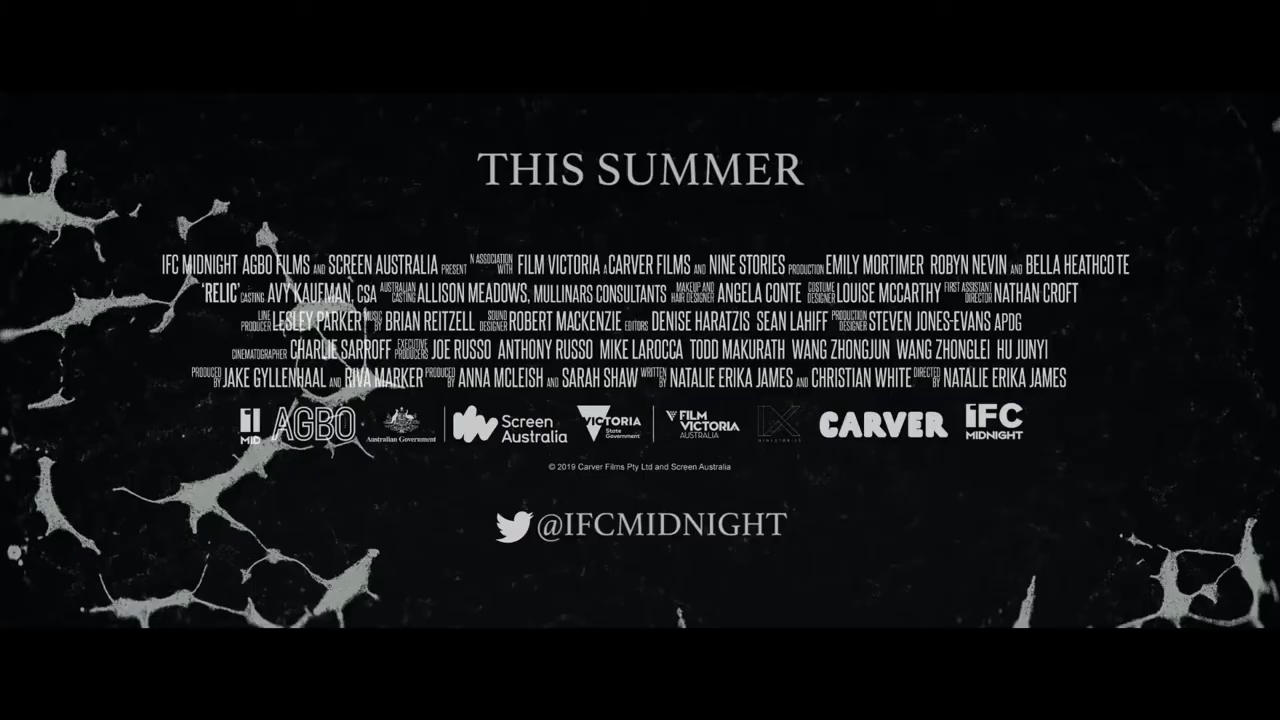 THIS SUMMER
IFC MIDNIGHT AGBO FILMS AND SCREEN AUSTRALIA PRESENT N ASSOCIATION WITH FILM VICTORIA A CARVER FILMS AND NINE STORIES PRODUCTION EMILY MORTIMER ROBYN NEVIN AND BELLA HEATHCO TE
'RELIC' CASTING AVY KAUFMAN, CSA AUSTRALIAN CASTING ALLISON MEADOWS, MULLINARS CONSULTANTS MAKEUP AND HAIR DESIGNER ANGELA CONTE COSTUME DESIGNER LOUISE MCCARTHY FIRST ASSISTANT DIRECTOR NATHAN CROFT
LINE PRODUCER LESLEY PARKER MUSIC BY BRIAN REITZELL SOUND DESIGNER ROBERT MACKENZIE EDITORS DENISE HARATZIS SEAN LAHIFF PRODUCTION DESIGNER STEVEN JONES-EVANS APDG
CINEMATOGRAPHER CHARLIE SARROFF EXECUTIVE PRODUCERS JOE RUSSO ANTHONY RUSSO MIKE LAROCCA TODD MAKURATH WANG ZHONGJUN WANG ZHONGLEI HU JUNYI
PRODUCED BY JAKE GYLLENHAAL AND RIVA MARKER PRODUCED BY ANNA MCLEISH AND SARAH SHAW WRITTEN BY NATALIE ERIKA JAMES AND CHRISTIAN WHITE DIRECTED BY NATALIE ERIKA JAMES
MID AGBO Australian Government Screen Australia VICTORIA State Government FILM VICTORIA AUSTRALIA NINESTORIES CARVER IFC MIDNIGHT
© 2019 Carver Films Pty Ltd and Screen Australia
@IFCMIDNIGHT